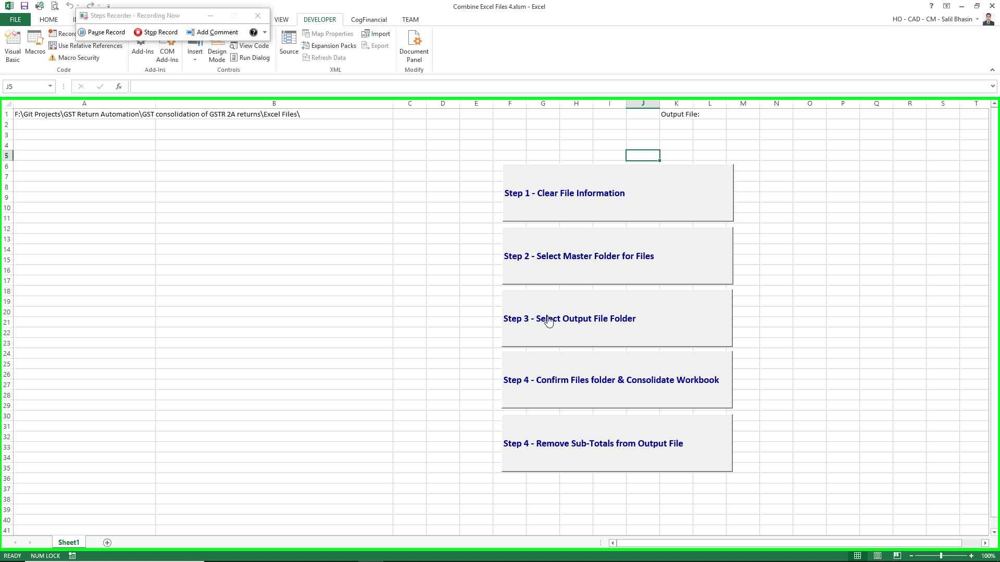 Combine Excel Files 4.xlsm - Excel
?
Steps Recorder - Recording Now
FILE HOME VIEW DEVELOPER CogFinancial TEAM
HO - CAD - CM - Salil Bhasin
Pause Record Stop Record Add Comment ?
Visual Basic
Macros
Use Relative References
Macro Security
Code
Add-Ins
COM Add-Ins
Add-Ins
Insert
Design Mode
View Code
Run Dialog
Controls
Source
Map Properties
Expansion Packs
Refresh Data
Import
Export
XML
Document Panel
Modify
J5 fx
A B C D E F G H I J K L M N O P Q R S T
1 F:\Git Projects\GST Return Automation\GST consolidation of GSTR 2A returns\Excel Files\ Output File:
2
3
4
5
6
7
8
9
10
11
12
13
14
15
16
17
18
19
20
21
22
23
24
25
26
27
28
29
30
31
32
33
34
35
36
37
38
39
40
41
Step 1 - Clear File Information
Step 2 - Select Master Folder for Files
Step 3 - Select Output File Folder
Step 4 - Confirm Files folder & Consolidate Workbook
Step 4 - Remove Sub-Totals from Output File
Sheet1
READY NUM LOCK 100%